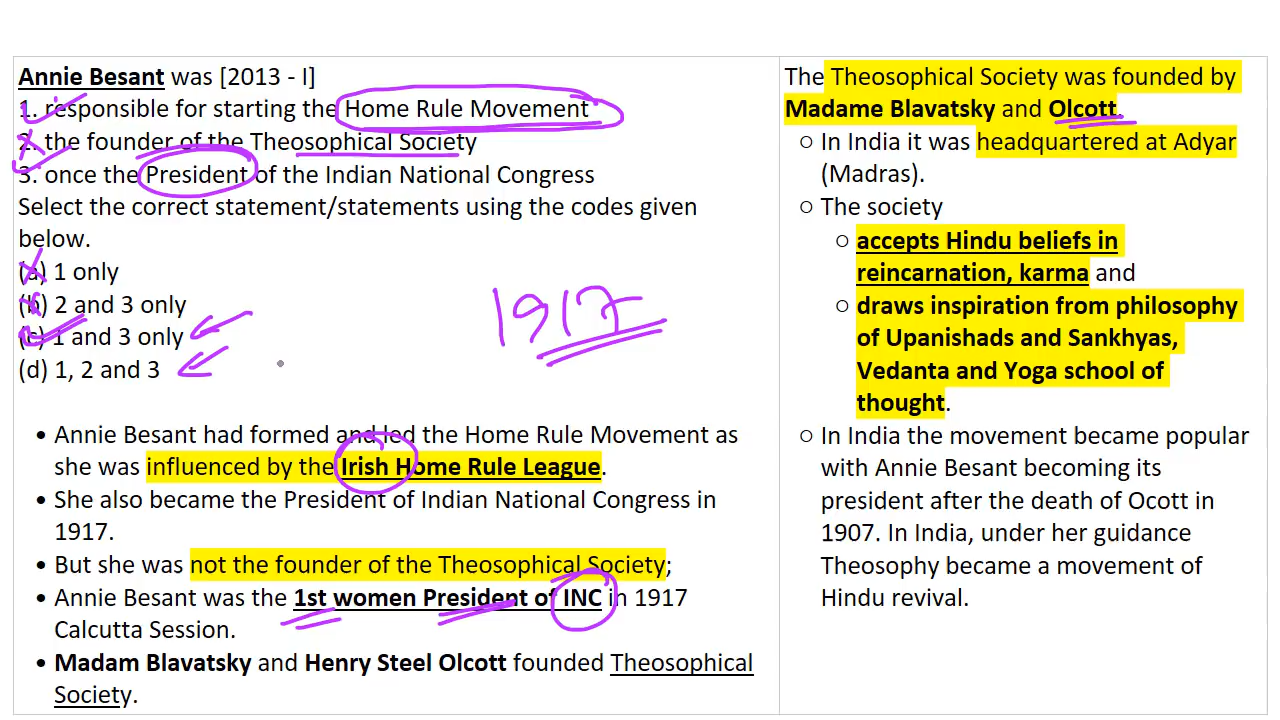 Annie Besant was [2013 - I]
1. responsible for starting the Home Rule Movement
2. the founder of the Theosophical Society
3. once the President of the Indian National Congress
Select the correct statement/statements using the codes given
below.
(a) 1 only
(b) 2 and 3 only
(c) 1 and 3 only
(d) 1, 2 and 3
1917
• Annie Besant had formed and led the Home Rule Movement as
she was influenced by the Irish Home Rule League.
• She also became the President of Indian National Congress in
1917.
• But she was not the founder of the Theosophical Society;
• Annie Besant was the 1st women President of INC in 1917
Calcutta Session.
• Madam Blavatsky and Henry Steel Olcott founded Theosophical
Society.
The Theosophical Society was founded by
Madame Blavatsky and Olcott.
○ In India it was headquartered at Adyar
(Madras).
○ The society
○ accepts Hindu beliefs in
reincarnation, karma and
○ draws inspiration from philosophy
of Upanishads and Sankhyas,
Vedanta and Yoga school of
thought.
○ In India the movement became popular
with Annie Besant becoming its
president after the death of Ocott in
1907. In India, under her guidance
Theosophy became a movement of
Hindu revival.